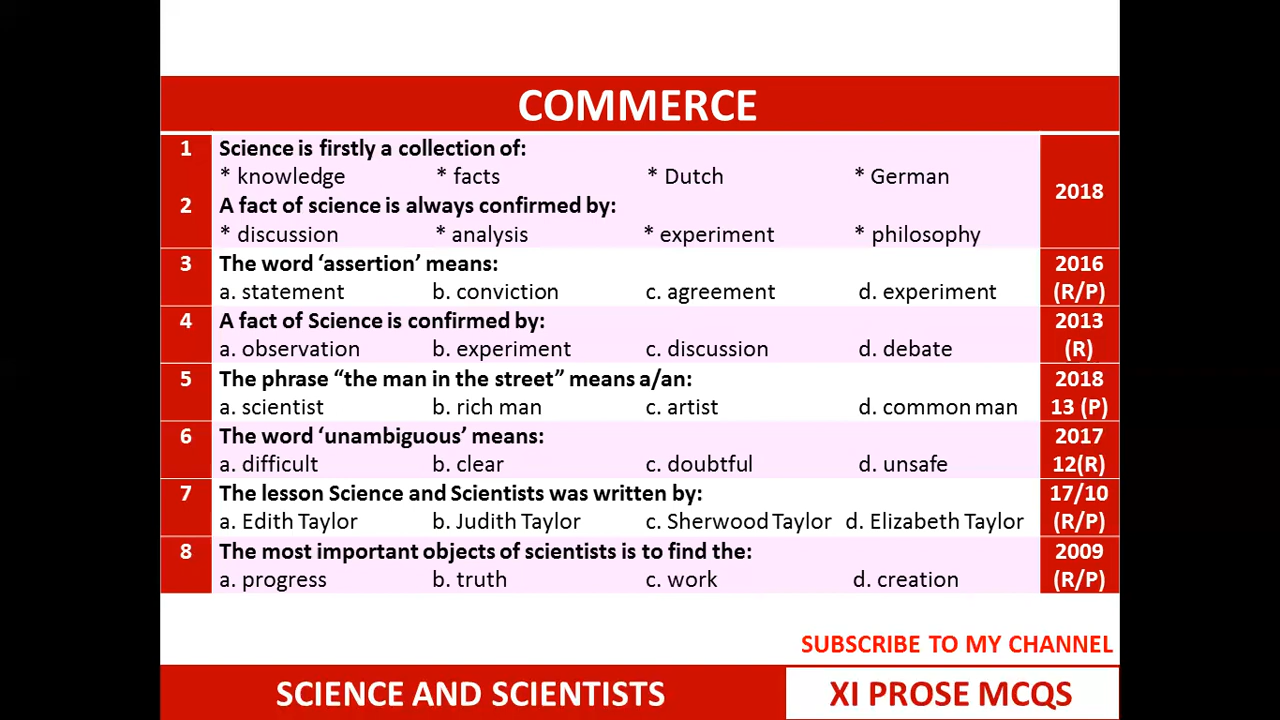 COMMERCE
1 Science is firstly a collection of:
* knowledge * facts * Dutch * German
2018
2 A fact of science is always confirmed by:
* discussion * analysis * experiment * philosophy
3 The word ‘assertion’ means: 2016
a. statement b. conviction c. agreement d. experiment (R/P)
4 A fact of Science is confirmed by: 2013
a. observation b. experiment c. discussion d. debate (R)
5 The phrase “the man in the street” means a/an: 2018
a. scientist b. rich man c. artist d. common man 13 (P)
6 The word ‘unambiguous’ means: 2017
a. difficult b. clear c. doubtful d. unsafe 12(R)
7 The lesson Science and Scientists was written by: 17/10
a. Edith Taylor b. Judith Taylor c. Sherwood Taylor d. Elizabeth Taylor (R/P)
8 The most important objects of scientists is to find the: 2009
a. progress b. truth c. work d. creation (R/P)
SUBSCRIBE TO MY CHANNEL
SCIENCE AND SCIENTISTS XI PROSE MCQS